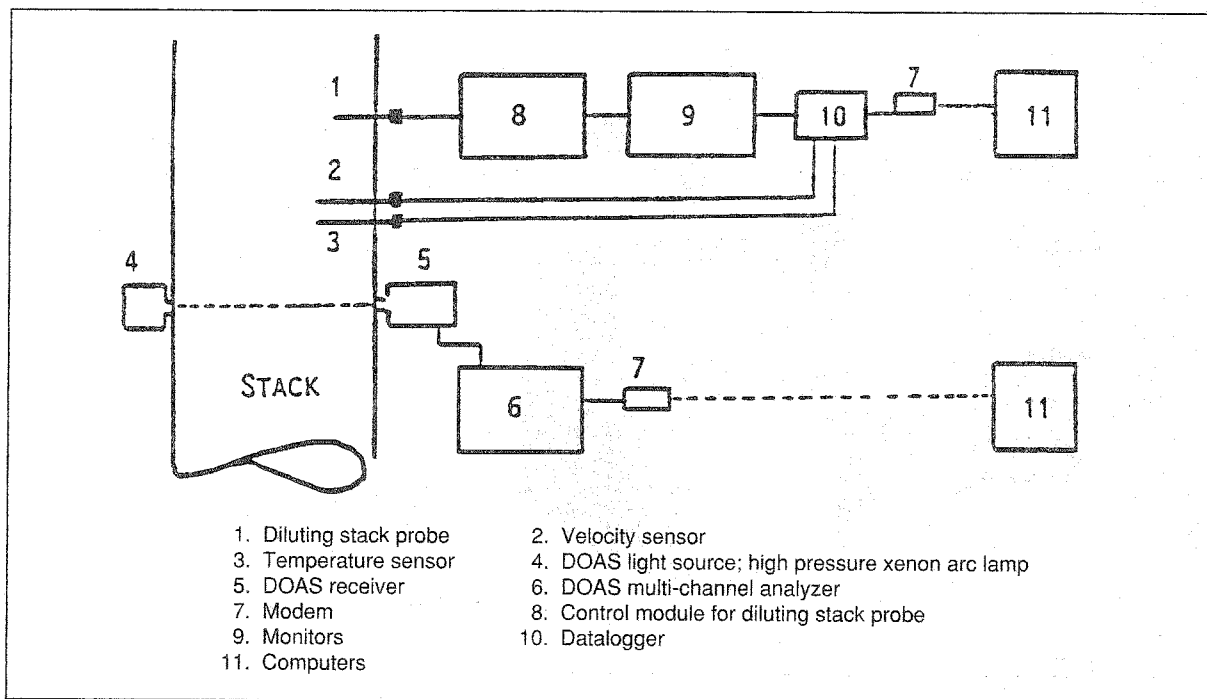 1
7
8
9
10
11
2
3
4
5
STACK
6
7
11
1. Diluting stack probe
2. Velocity sensor
3. Temperature sensor
4. DOAS light source; high pressure xenon arc lamp
5. DOAS receiver
6. DOAS multi-channel analyzer
7. Modem
8. Control module for diluting stack probe
9. Monitors
10. Datalogger
11. Computers